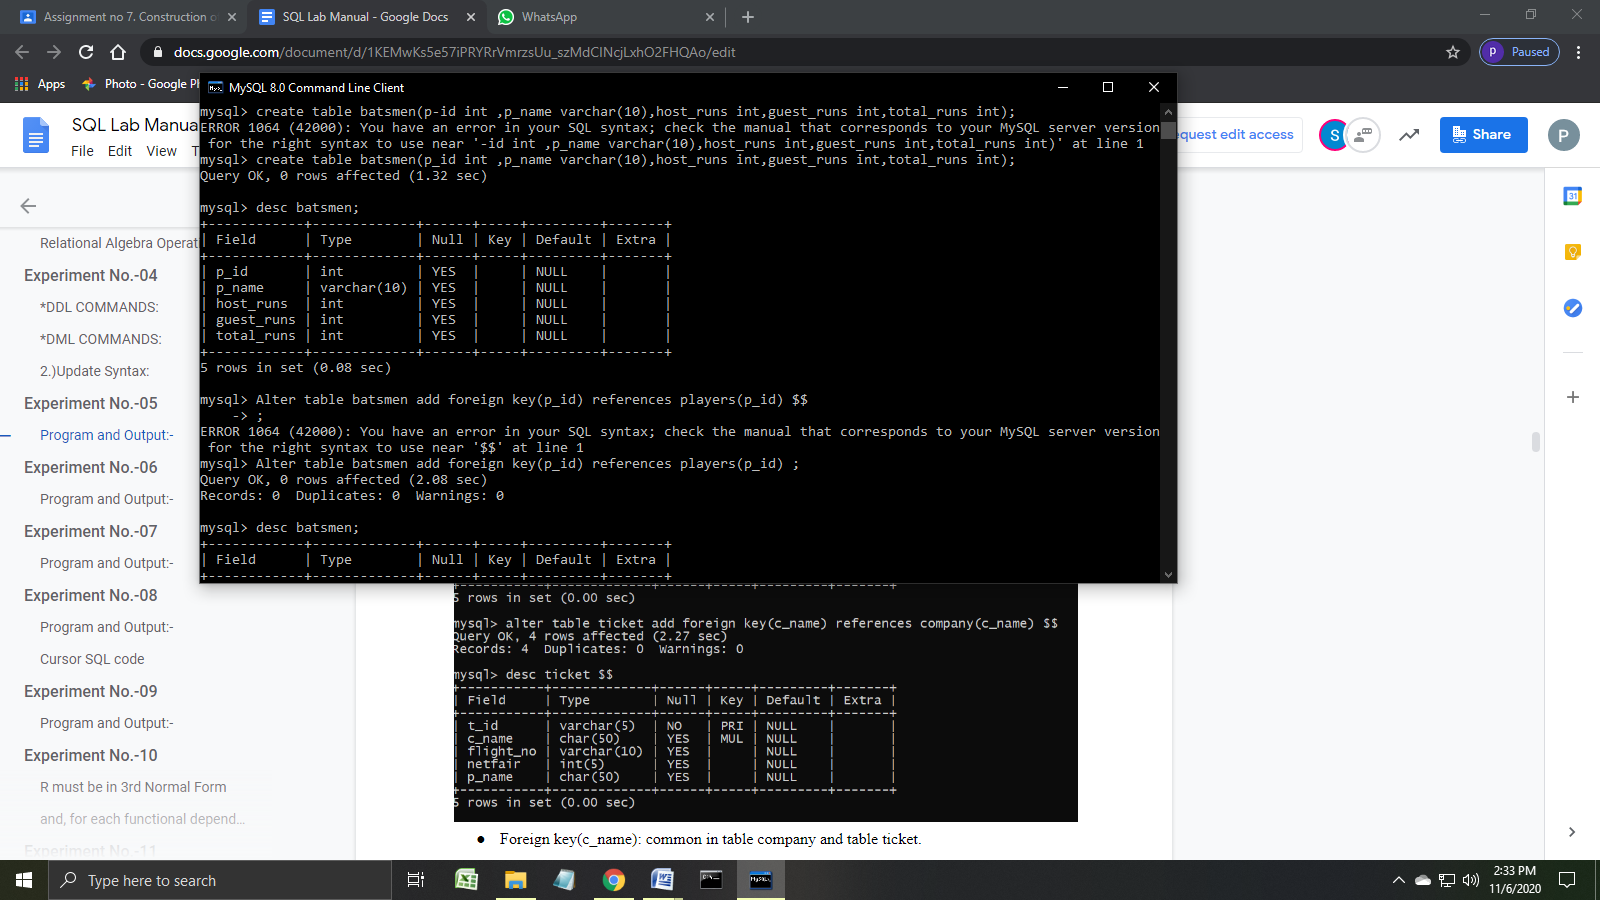 Assignment no 7. Construction o
SQL Lab Manual - Google Docs
WhatsApp
docs.google.com/document/d/1KEMwKs5e57iPRYRrVmrzsUu_szMdCINcjLxhO2FHQAo/edit
p
Paused
Apps
Photo - Google P
MySQL 8.0 Command Line Client
SQL Lab Manua
File Edit View T
equest edit access
S
Share
P
mysql> create table batsmen(p-id int ,p_name varchar(10),host_runs int,guest_runs int,total_runs int);
ERROR 1064 (42000): You have an error in your SQL syntax; check the manual that corresponds to your MySQL server version
for the right syntax to use near '-id int ,p_name varchar(10),host_runs int,guest_runs int,total_runs int)' at line 1
mysql> create table batsmen(p_id int ,p_name varchar(10),host_runs int,guest_runs int,total_runs int);
Query OK, 0 rows affected (1.32 sec)
mysql> desc batsmen;
+------------+-------------+------+-----+---------+-------+
| Field | Type | Null | Key | Default | Extra |
+------------+-------------+------+-----+---------+-------+
| p_id | int | YES | | NULL | |
| p_name | varchar(10) | YES | | NULL | |
| host_runs | int | YES | | NULL | |
| guest_runs | int | YES | | NULL | |
| total_runs | int | YES | | NULL | |
+------------+-------------+------+-----+---------+-------+
5 rows in set (0.08 sec)
mysql> Alter table batsmen add foreign key(p_id) references players(p_id) $$
-> ;
ERROR 1064 (42000): You have an error in your SQL syntax; check the manual that corresponds to your MySQL server version
for the right syntax to use near '$$' at line 1
mysql> Alter table batsmen add foreign key(p_id) references players(p_id) ;
Query OK, 0 rows affected (2.08 sec)
Records: 0 Duplicates: 0 Warnings: 0
mysql> desc batsmen;
+------------+-------------+------+-----+---------+-------+
| Field | Type | Null | Key | Default | Extra |
+------------+-------------+------+-----+---------+-------+
Relational Algebra Operat
Experiment No.-04
*DDL COMMANDS:
*DML COMMANDS:
2.)Update Syntax:
Experiment No.-05
Program and Output:-
Experiment No.-06
Program and Output:-
Experiment No.-07
Program and Output:-
Experiment No.-08
Program and Output:-
Cursor SQL code
Experiment No.-09
Program and Output:-
Experiment No.-10
R must be in 3rd Normal Form
and, for each functional depend...
Experiment No.-11
5 rows in set (0.00 sec)
mysql> alter table ticket add foreign key(c_name) references company(c_name) $$
Query OK, 4 rows affected (2.27 sec)
Records: 4 Duplicates: 0 Warnings: 0
mysql> desc ticket $$
+-----------+-------------+------+-----+---------+-------+
| Field | Type | Null | Key | Default | Extra |
+-----------+-------------+------+-----+---------+-------+
| t_id | varchar(5) | NO | PRI | NULL | |
| c_name | char(50) | YES | MUL | NULL | |
| flight_no | varchar(10) | YES | | NULL | |
| netfair | int(5) | YES | | NULL | |
| p_name | char(50) | YES | | NULL | |
+-----------+-------------+------+-----+---------+-------+
5 rows in set (0.00 sec)
● Foreign key(c_name): common in table company and table ticket.
31
Type here to search
2:33 PM
11/6/2020